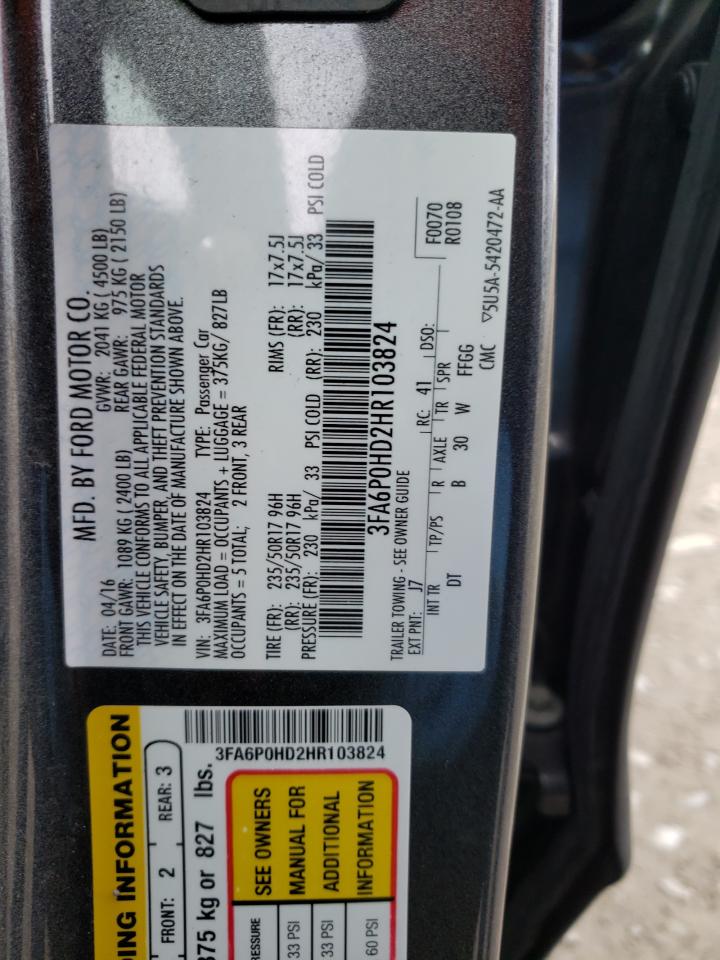 MFD. BY FORD MOTOR CO.
DATE: 04/16 GVWR: 2041 KG ( 4500 LB)
FRONT GAWR: 1089 KG ( 2400 LB) REAR GAWR: 975 KG ( 2150 LB)
THIS VEHICLE CONFORMS TO ALL APPLICABLE FEDERAL MOTOR
VEHICLE SAFETY, BUMPER, AND THEFT PREVENTION STANDARDS
IN EFFECT ON THE DATE OF MANUFACTURE SHOWN ABOVE.
VIN: 3FA6P0HD2HR103824 TYPE: Passenger Car
MAXIMUM LOAD = OCCUPANTS + LUGGAGE = 375KG/ 827LB
OCCUPANTS = 5 TOTAL; 2 FRONT, 3 REAR
TIRE (FR): 235/50R17 96H RIMS (FR): 17x7.5J
(RR): 235/50R17 96H (RR): 17x7.5J
PRESSURE (FR): 230 kPa/ 33 PSI COLD (RR): 230 kPa/ 33 PSI COLD
3FA6P0HD2HR103824
TRAILER TOWING - SEE OWNER GUIDE F0070
EXT PNT: J7 RC: 41 DSO: R0108
INT TR TP/PS R AXLE TR SPR
DT B 30 W FFGG
CMC ▽5U5A-5420472-AA
DING INFORMATION
FRONT: 2 REAR: 3
375 kg or 827 lbs.
3FA6P0HD2HR103824
RESSURE
33 PSI
33 PSI
60 PSI
SEE OWNERS
MANUAL FOR
ADDITIONAL
INFORMATION